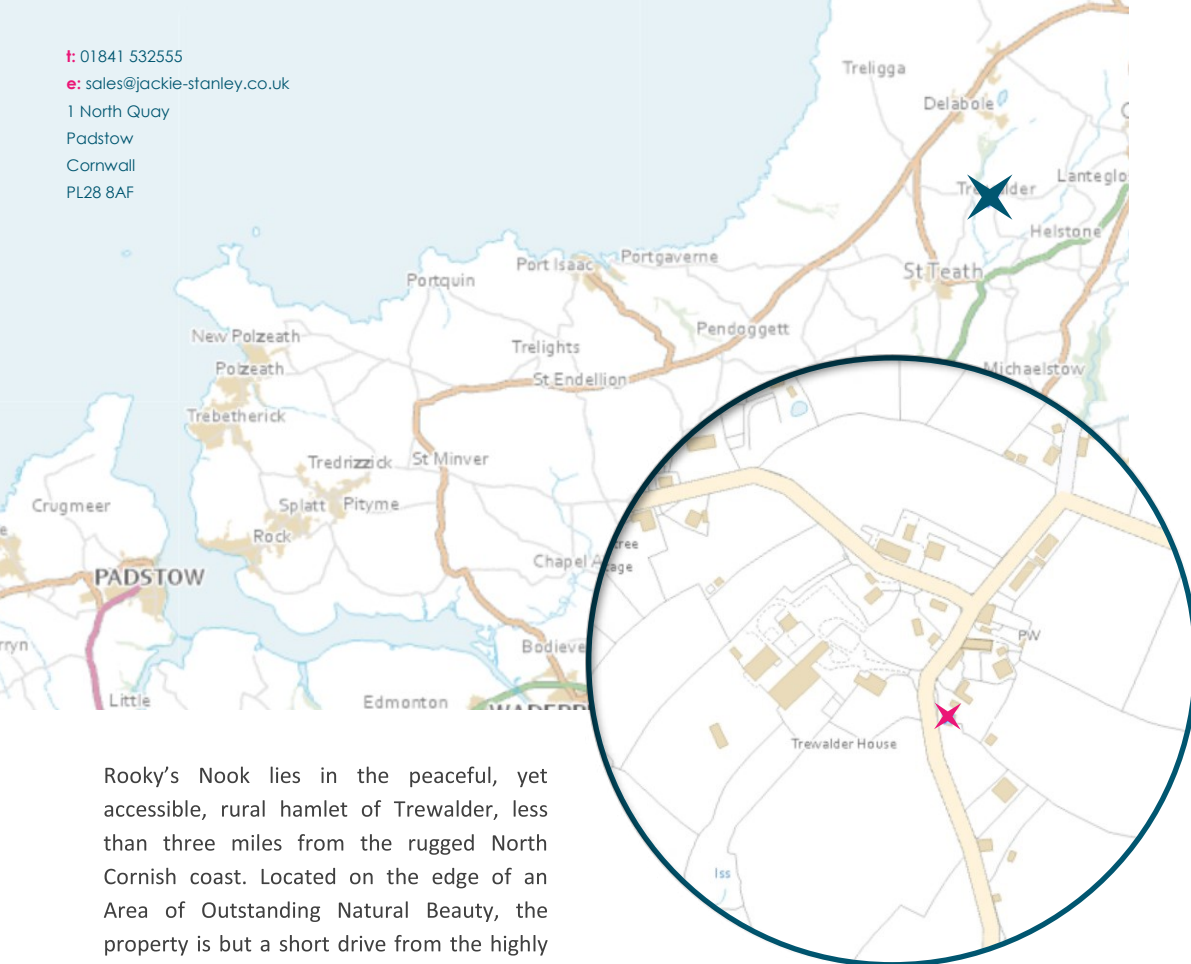 t: 01841 532555
e: sales@jackie-stanley.co.uk
1 North Quay
Padstow
Cornwall
PL28 8AF
Treligga
Delabole
Lanteglo
Helstone
St Teath
Port Isaac
Portgaverne
Portquin
Pendoggett
New Polzeath
Polzeath
Trelights
St Endellion
Michaelstow
Trebetherick
Tredrizzick
St Minver
Crugmeer
Splatt
Pityme
Rock
Chapel A
PADSTOW
Bodieve
Little
Edmonton
tree
age
PW
Trewalder House
Iss
Rooky’s Nook lies in the peaceful, yet
accessible, rural hamlet of Trewalder, less
than three miles from the rugged North
Cornish coast. Located on the edge of an
Area of Outstanding Natural Beauty, the
property is but a short drive from the highly